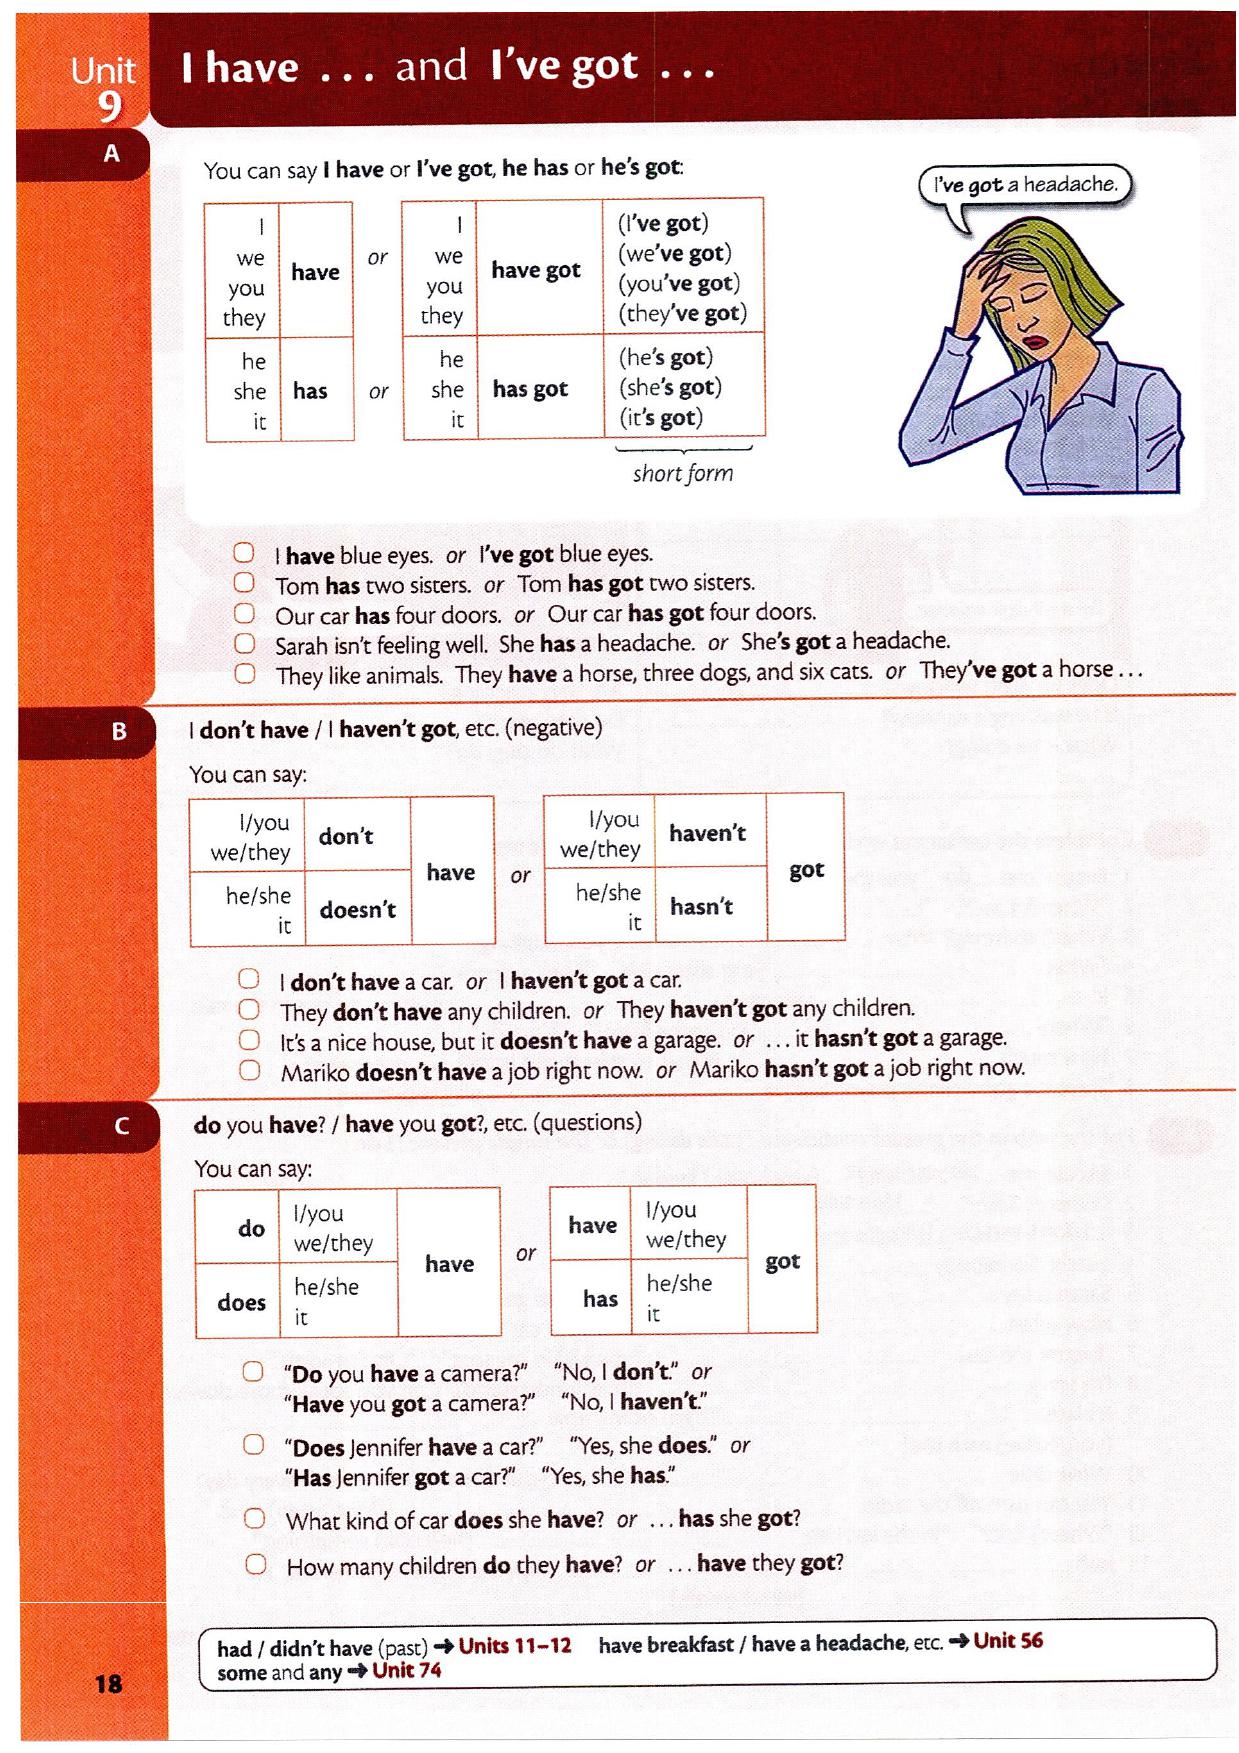 Unit
9
I have ... and I've got ...
A
You can say I have or I've got, he has or he's got:
I
we
you
they
have
or
I
we
you
they
have got
(I've got)
(we've got)
(you've got)
(they've got)
he
she
it
has
or
he
she
it
has got
(he's got)
(she's got)
(it's got)
short form
I've got a headache.
I have blue eyes. or I've got blue eyes.
Tom has two sisters. or Tom has got two sisters.
Our car has four doors. or Our car has got four doors.
Sarah isn't feeling well. She has a headache. or She's got a headache.
They like animals. They have a horse, three dogs, and six cats. or They've got a horse ...
B
I don't have / I haven't got, etc. (negative)
You can say:
I/you
we/they
don't
he/she
it
doesn't
have
or
I/you
we/they
haven't
he/she
it
hasn't
got
I don't have a car. or I haven't got a car.
They don't have any children. or They haven't got any children.
It's a nice house, but it doesn't have a garage. or ... it hasn't got a garage.
Mariko doesn't have a job right now. or Mariko hasn't got a job right now.
C
do you have? / have you got?, etc. (questions)
You can say:
do
I/you
we/they
does
he/she
it
have
or
have
I/you
we/they
has
he/she
it
got
"Do you have a camera?" "No, I don't." or
"Have you got a camera?" "No, I haven't."
"Does Jennifer have a car?" "Yes, she does." or
"Has Jennifer got a car?" "Yes, she has."
What kind of car does she have? or ... has she got?
How many children do they have? or ... have they got?
had / didn't have (past) → Units 11–12 have breakfast / have a headache, etc. → Unit 56
some and any → Unit 74
18